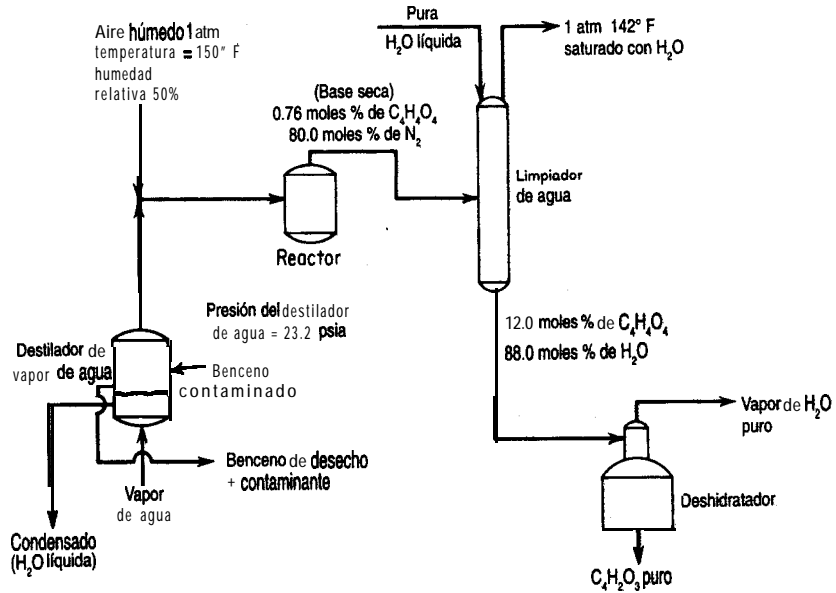 Aire húmedo 1 atm
temperatura = 150° F
humedad
relativa 50%
Pura
H₂O líquida
1 atm 142° F
saturado con H₂O
(Base seca)
0.76 moles % de C₄H₄O₄
80.0 moles % de N₂
Limpiador
de agua
Reactor
Presión del destilador
de agua = 23.2 psia
12.0 moles % de C₄H₄O₄
88.0 moles % de H₂O
Destilador de
vapor de agua
Benceno
contaminado
Vapor de H₂O
puro
Benceno de desecho
+ contaminante
Vapor
de agua
Deshidratador
Condensado
(H₂O líquida)
C₄H₂O₃ puro